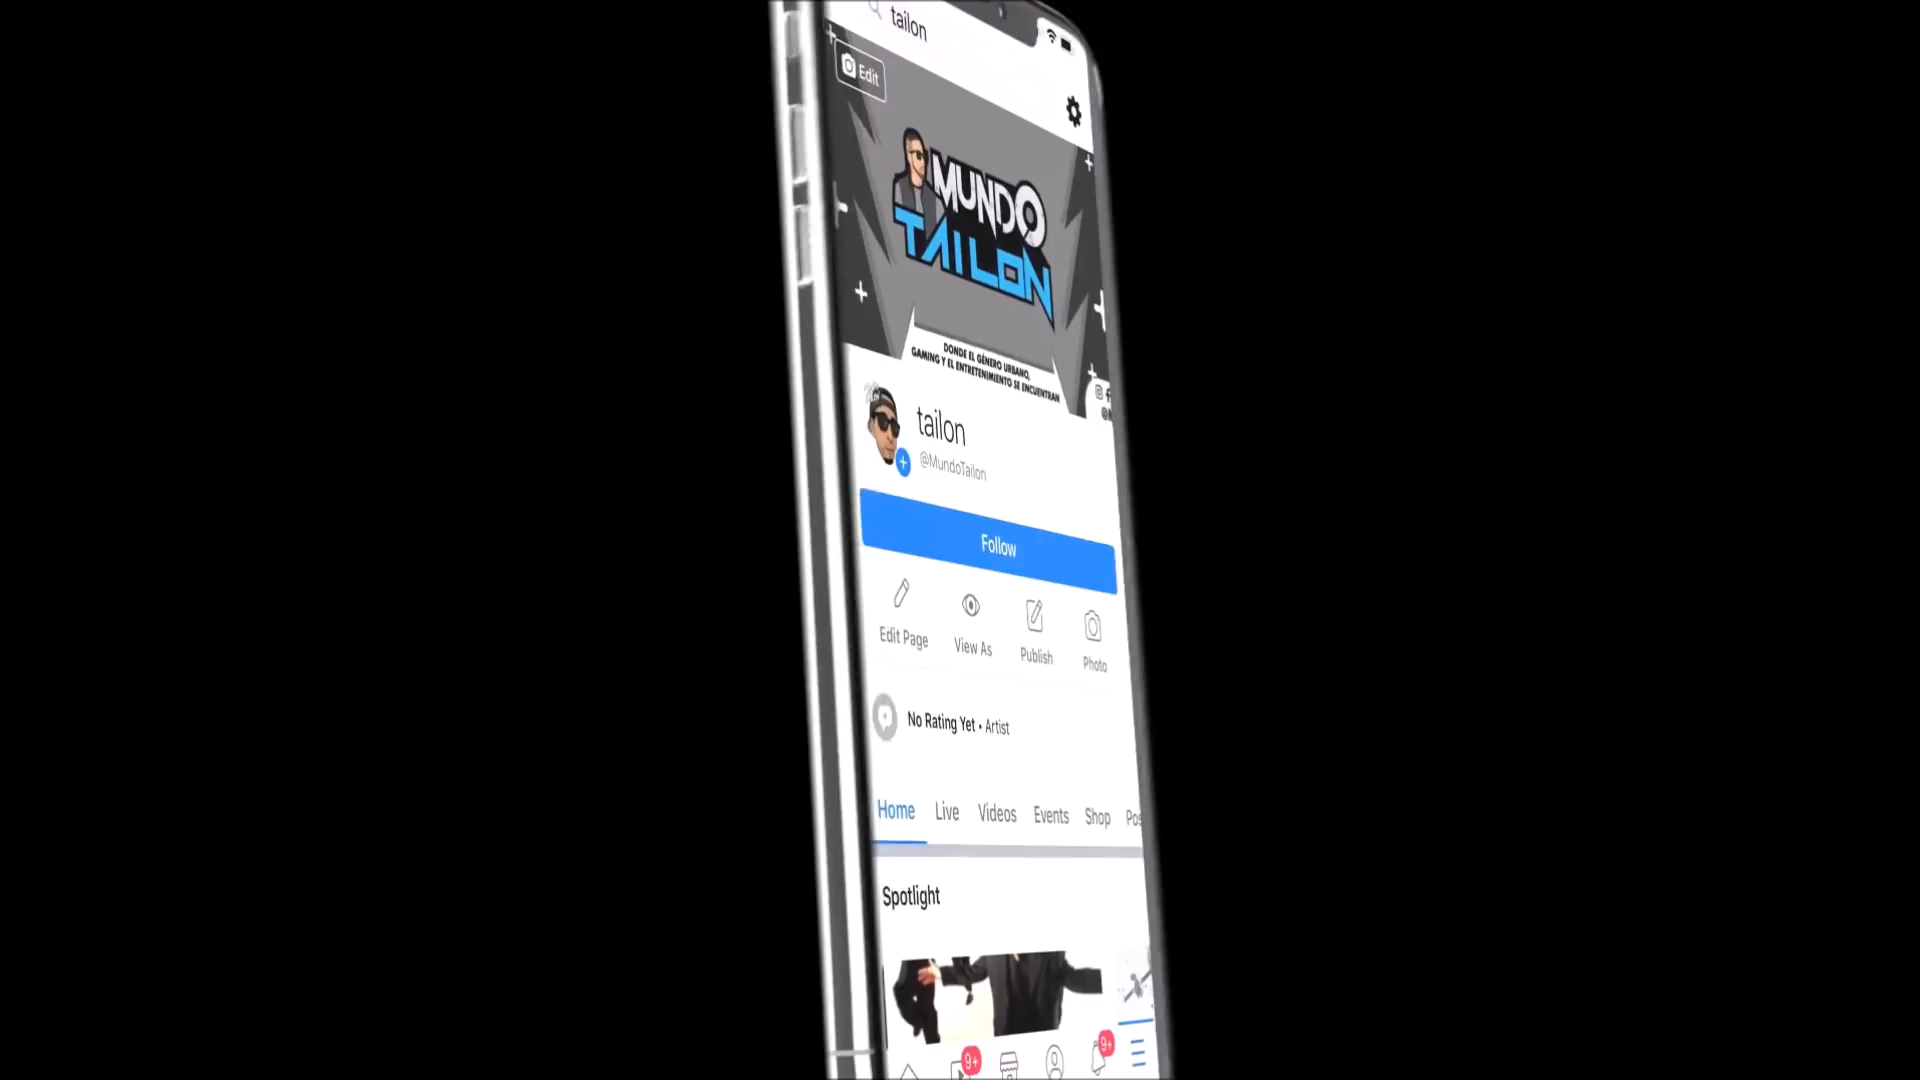 tailon
Edit
MUNDO
TAILON
DONDE EL GÉNERO URBANO,
GAMING Y EL ENTRETENIMIENTO SE ENCUENTRAN
tailon
@MundoTailon
Follow
Edit Page
View As
Publish
Photo
No Rating Yet • Artist
Home
Live
Videos
Events
Shop
Pos
Spotlight
9+
9+